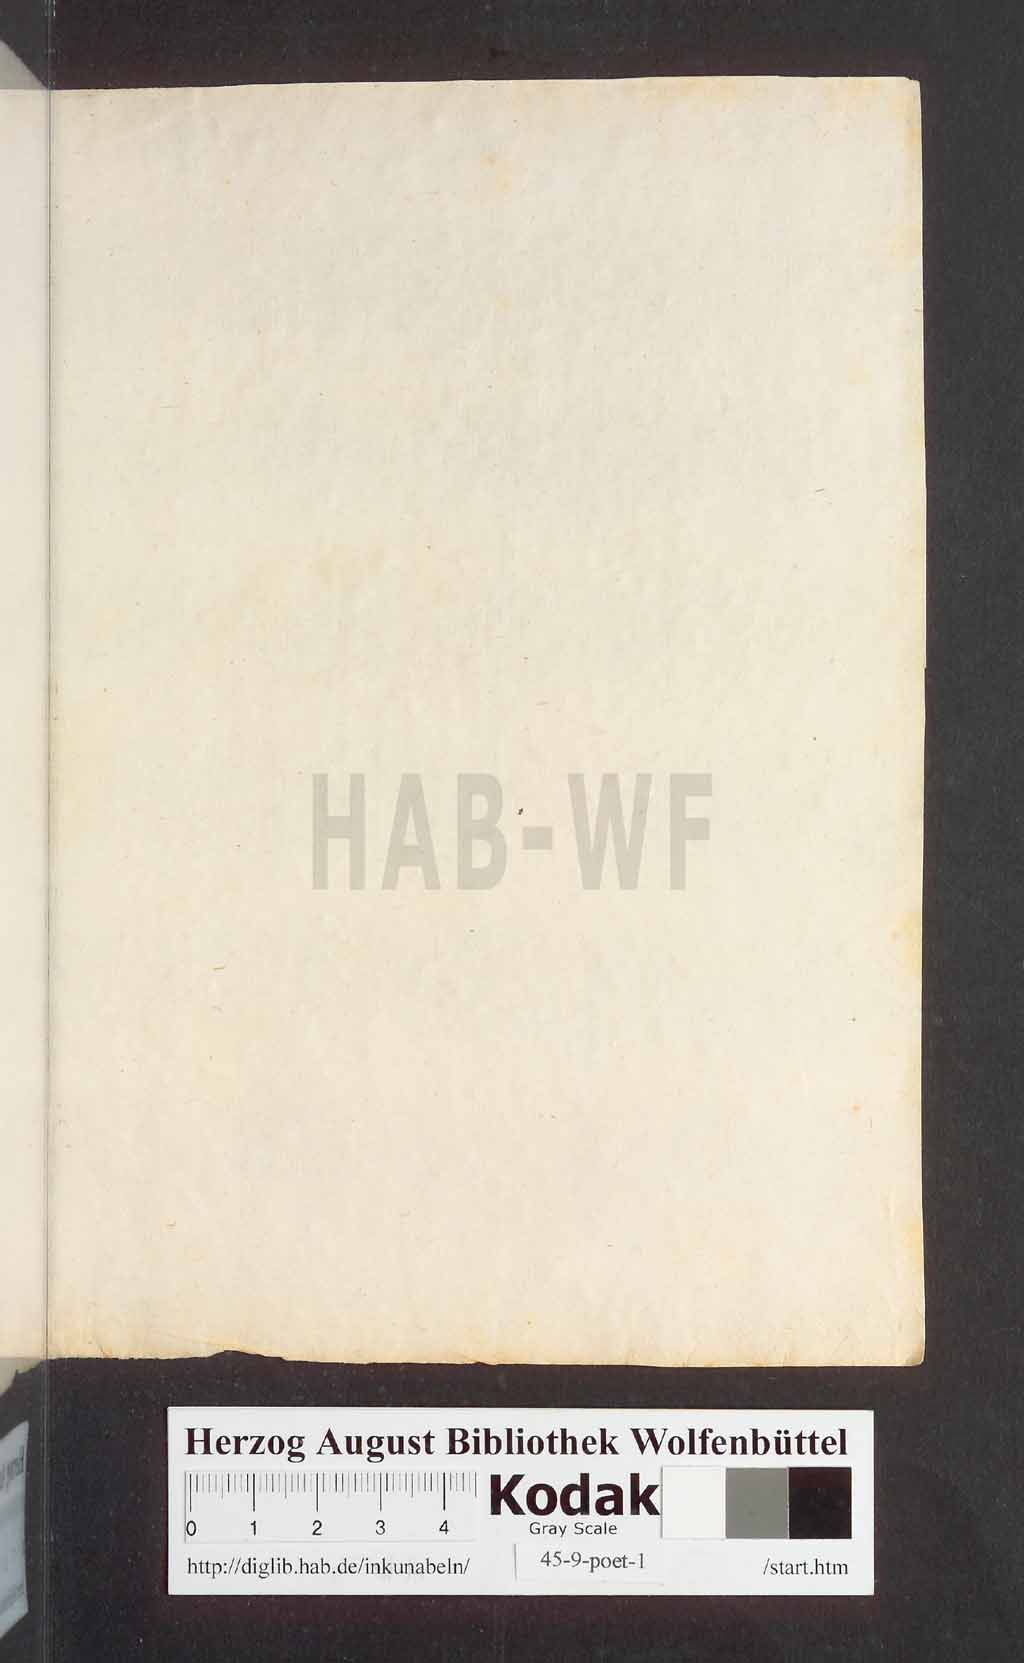 HAB-WF
Herzog August Bibliothek Wolfenbüttel
0 1 2 3 4
Kodak
Gray Scale
http://diglib.hab.de/inkunabeln/
45-9-poet-1
/start.htm